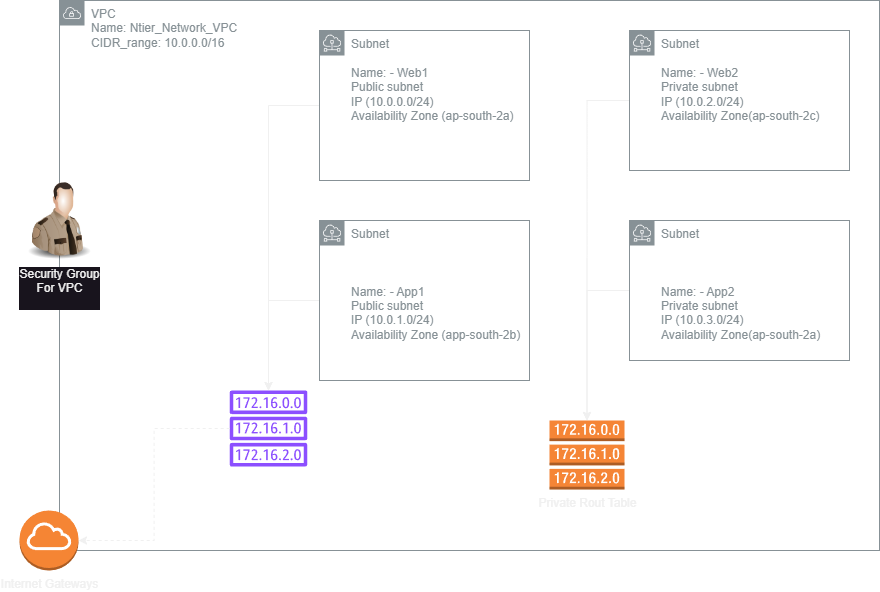 VPC
Name: Ntier_Network_VPC
CIDR_range: 10.0.0.0/16
Subnet
Name: - Web1
Public subnet
IP (10.0.0.0/24)
Availability Zone (ap-south-2a)
Subnet
Name: - Web2
Private subnet
IP (10.0.2.0/24)
Availability Zone(ap-south-2c)
Security Group
For VPC
Subnet
Name: - App1
Public subnet
IP (10.0.1.0/24)
Availability Zone (app-south-2b)
Subnet
Name: - App2
Private subnet
IP (10.0.3.0/24)
Availability Zone(ap-south-2a)
172.16.0.0
172.16.1.0
172.16.2.0
172.16.0.0
172.16.1.0
172.16.2.0
Private Rout Table
Internet Gateways